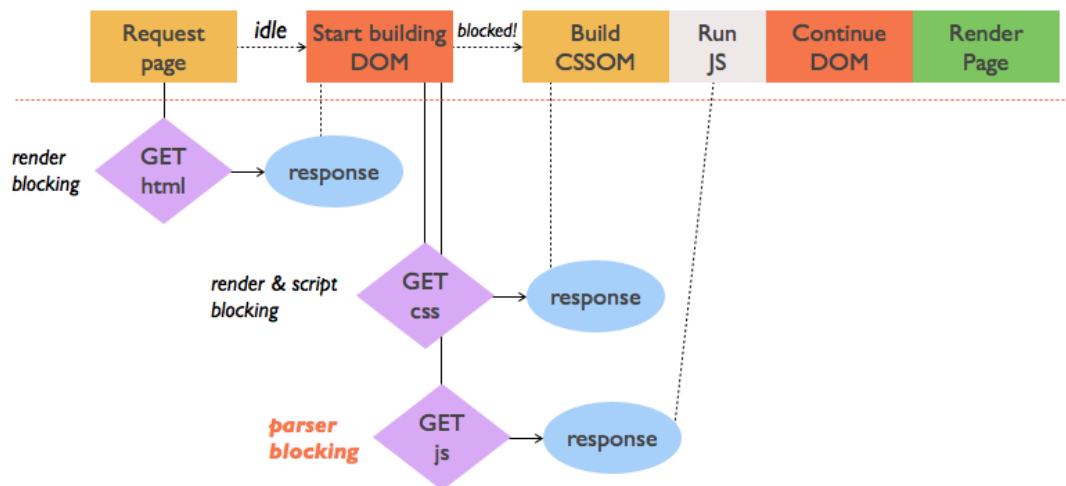 Request
page
idle
Start building
DOM
blocked!
Build
CSSOM
Run
JS
Continue
DOM
Render
Page
render
blocking
GET
html
response
render & script
blocking
GET
css
response
parser
blocking
GET
js
response